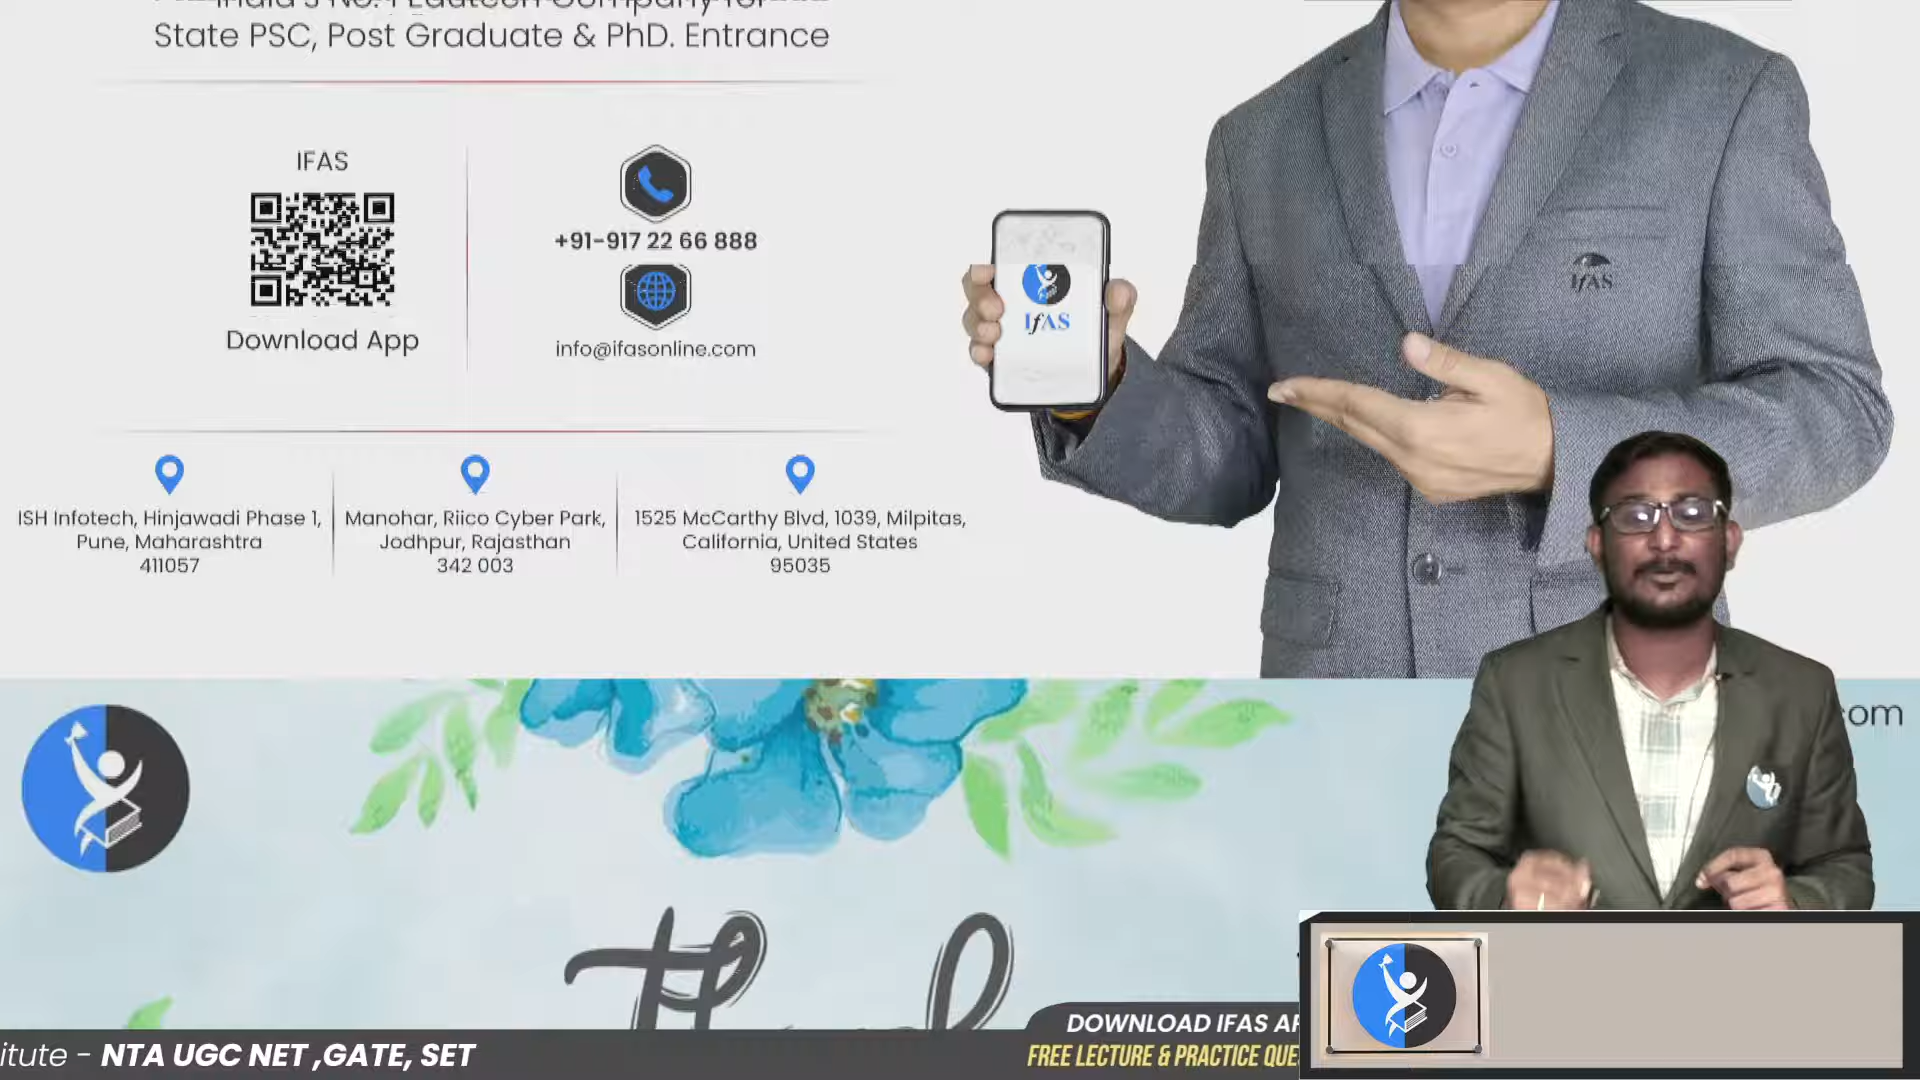 State PSC, Post Graduate & PhD. Entrance
IFAS
Download App
+91-917 22 66 888
info@ifasonline.com
IfAS
IfAS
ISH Infotech, Hinjawadi Phase 1,
Pune, Maharashtra
411057
Manohar, Riico Cyber Park,
Jodhpur, Rajasthan
342 003
1525 McCarthy Blvd, 1039, Milpitas,
California, United States
95035
com
itute - NTA UGC NET ,GATE, SET
DOWNLOAD IFAS AP
FREE LECTURE & PRACTICE QUE